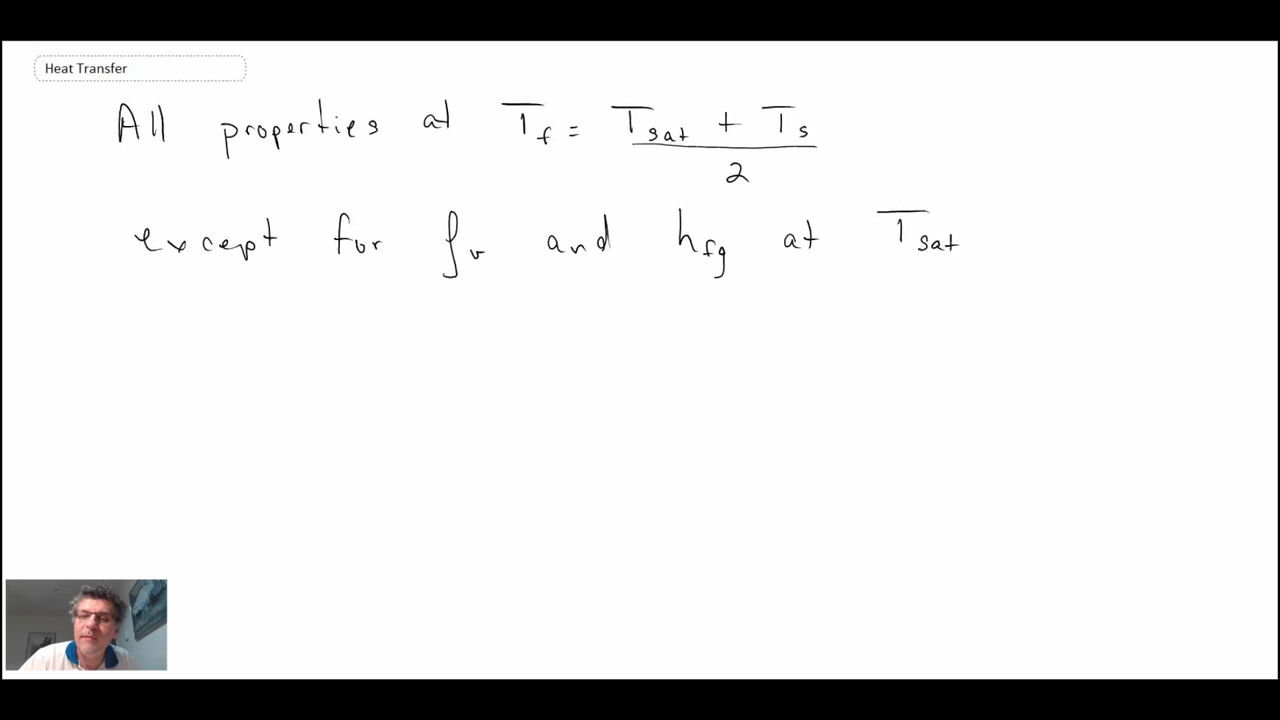 Heat Transfer
All properties at T_f = (T_sat + T_s) / 2
except for ρ_v and h_fg at T_sat